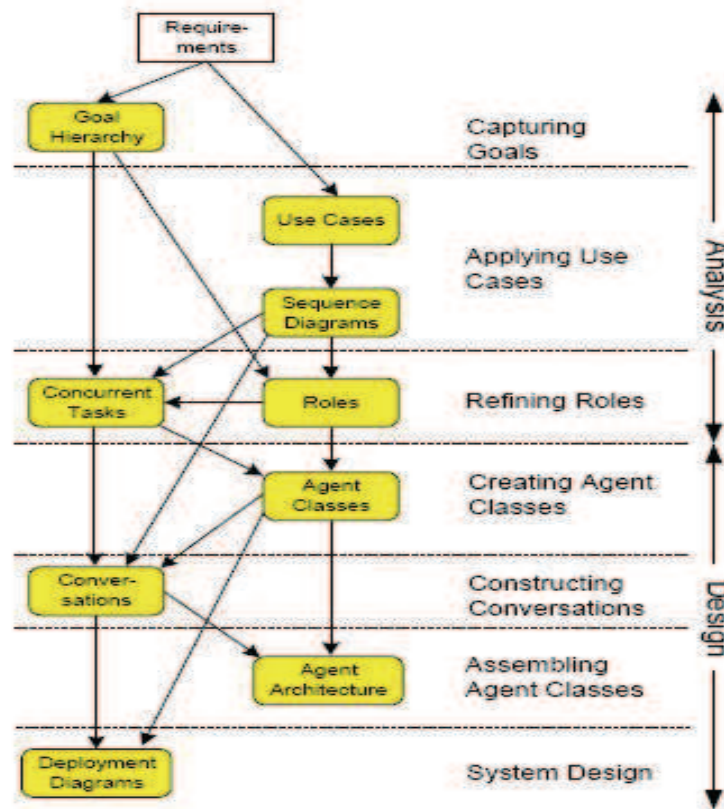 Require-
ments
Goal
Hierarchy
Capturing
Goals
Use Cases
Applying Use
Cases
Sequence
Diagrams
Analysis
Concurrent
Tasks
Roles
Refining Roles
Agent
Classes
Creating Agent
Classes
Conver-
sations
Constructing
Conversations
Design
Agent
Architecture
Assembling
Agent Classes
Deployment
Diagrams
System Design